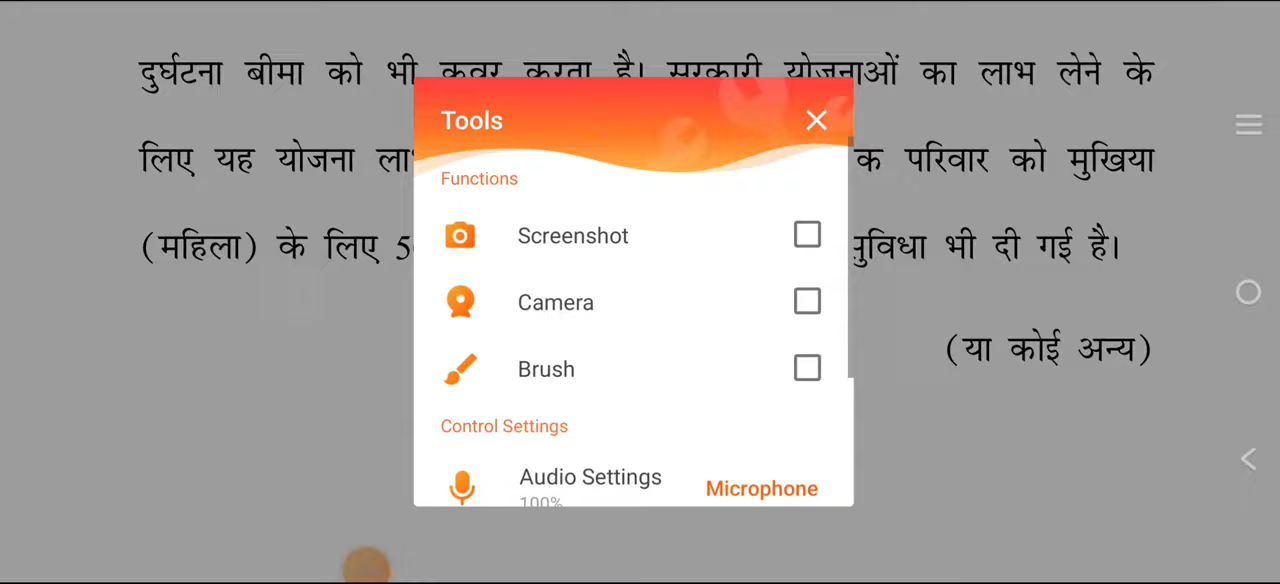 दुर्घटना बीमा को भी कवर करता है। सरकारी योजनाओं का लाभ लेने के
Tools
लिए यह योजना परिवार को मुखिया
Functions
Screenshot
(महिला) के लिए सुविधा भी दी गई है।
Camera
(या कोई अन्य)
Brush
Control Settings
Audio Settings
Microphone
100%